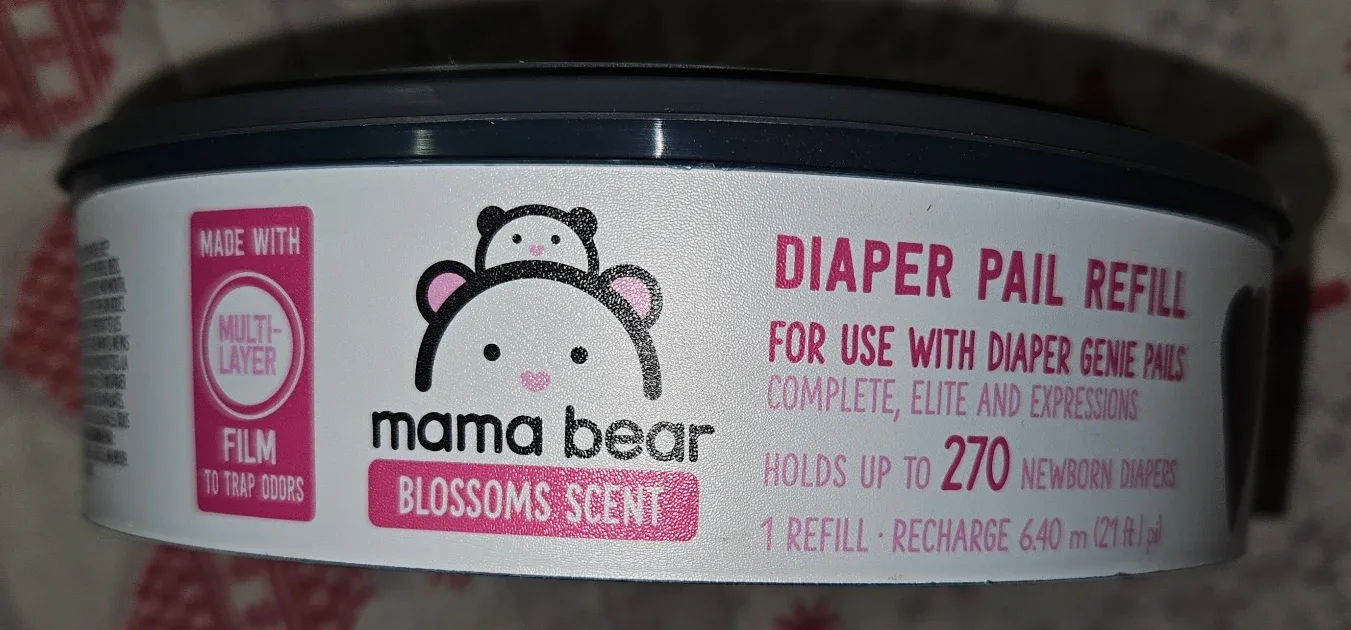 MADE WITH
MULTI-
LAYER
FILM
TO TRAP ODORS
mama bear
BLOSSOMS SCENT
DIAPER PAIL REFILL
FOR USE WITH DIAPER GENIE PAILS
COMPLETE, ELITE AND EXPRESSIONS
HOLDS UP TO 270 NEWBORN DIAPERS
1 REFILL · RECHARGE 6.40 m (21 ft | pi)